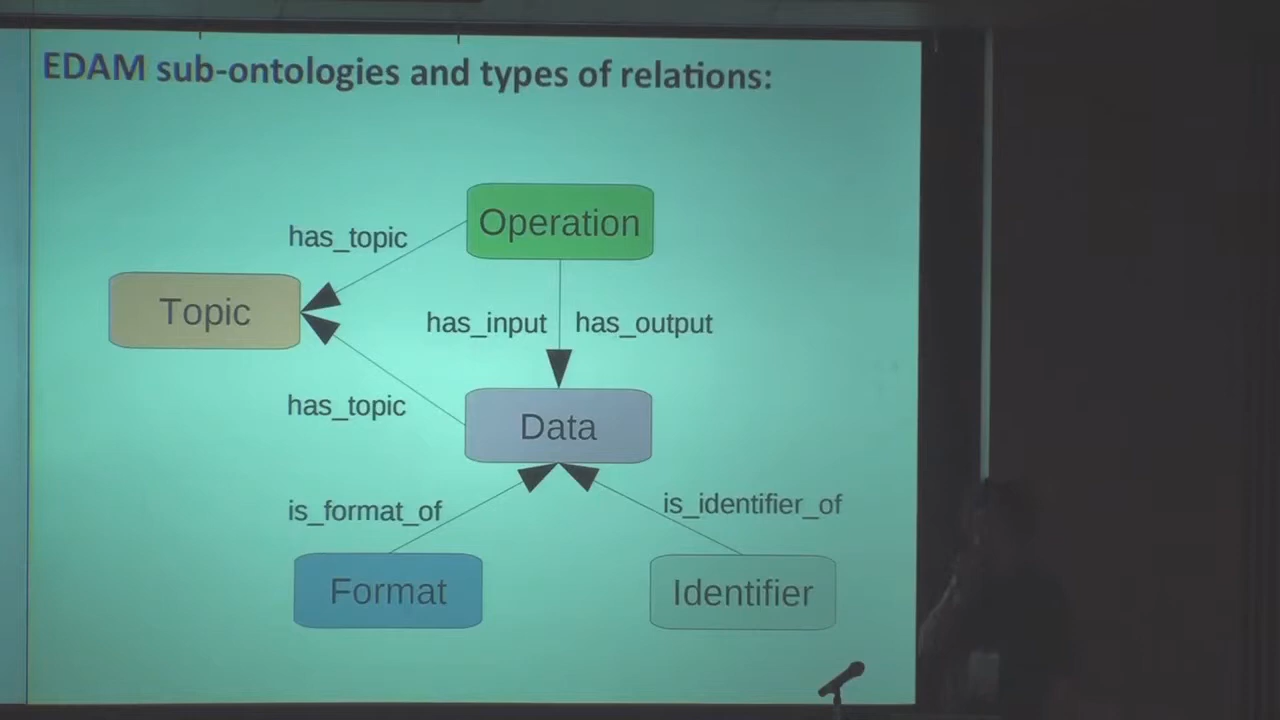 EDAM sub-ontologies and types of relations:
Operation
has_topic
Topic
has_input has_output
has_topic
Data
is_format_of
is_identifier_of
Format
Identifier